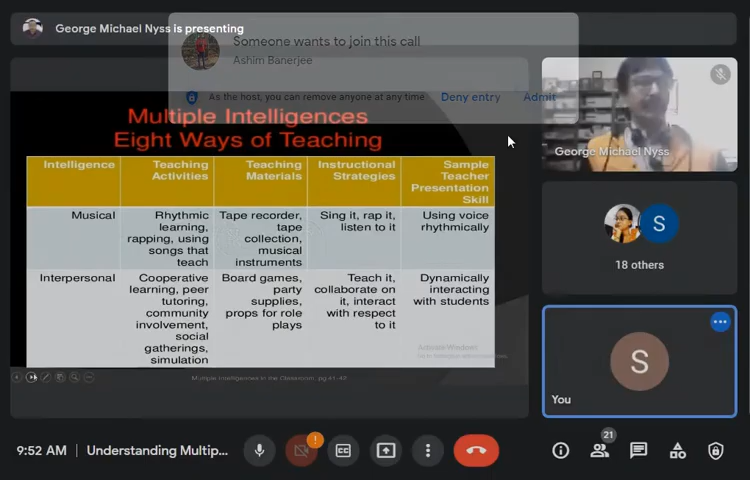 George Michael Nyss is presenting
Someone wants to join this call
Ashim Banerjee
As the host, you can remove anyone at any time
Deny entry
Admit
Multiple Intelligences
Eight Ways of Teaching
Intelligence
Teaching
Activities
Teaching
Materials
Instructional
Strategies
Sample
Teacher
Presentation
Skill
Musical
Rhythmic
learning,
rapping, using
songs that
teach
Tape recorder,
tape
collection,
musical
instruments
Sing it, rap it,
listen to it
Using voice
rhythmically
Interpersonal
Cooperative
learning, peer
tutoring,
community
involvement,
social
gatherings,
simulation
Board games,
party
supplies,
props for role
plays
Teach it,
collaborate on
it, interact
with respect
to it
Dynamically
interacting
with students
Activate Windows
Multiple Intelligences in the Classroom, pg.41-43
George Michael Nyss
S
18 others
S
You
9:52 AM | Understanding Multip...
21